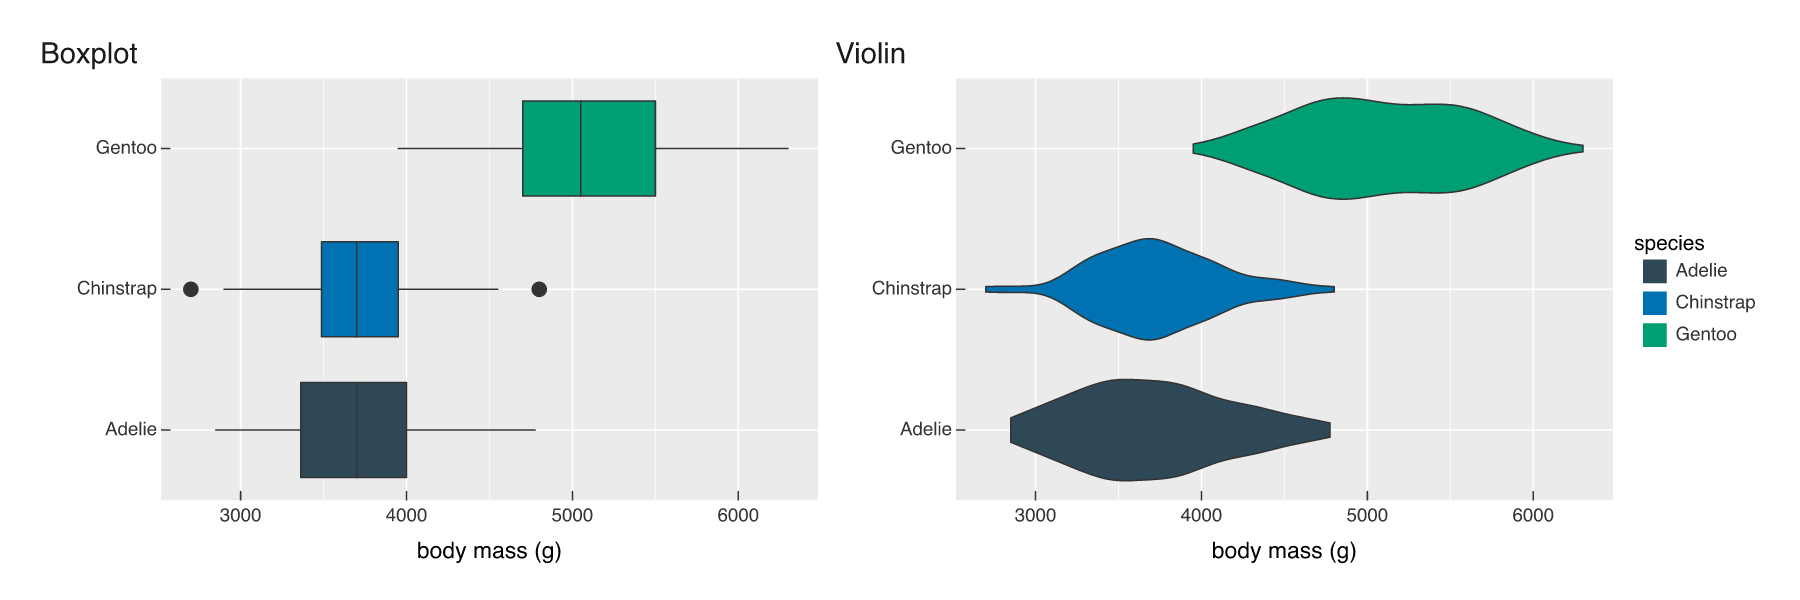 Boxplot
Gentoo
Chinstrap
Adelie
3000 4000 5000 6000
body mass (g)
Violin
Gentoo
Chinstrap
Adelie
3000 4000 5000 6000
body mass (g)
species
Adelie
Chinstrap
Gentoo